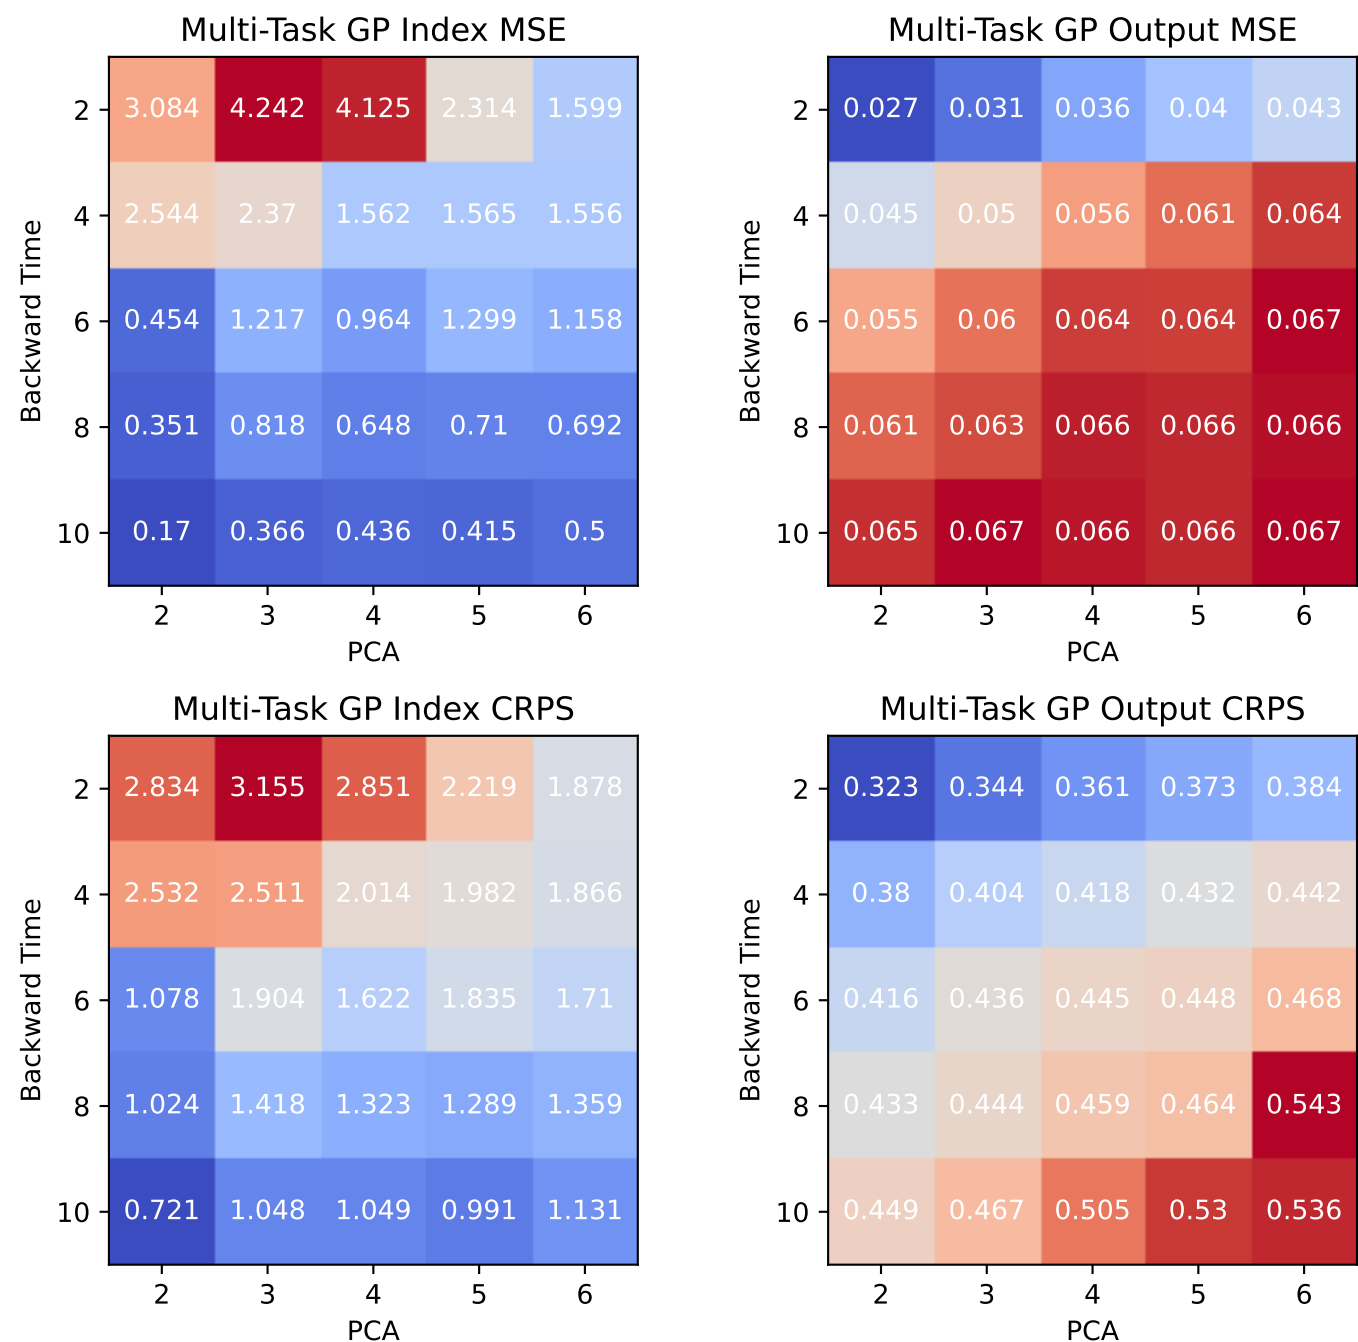 Multi-Task GP Index MSE
Backward Time
2 3.084 4.242 4.125 2.314 1.599
4 2.544 2.37 1.562 1.565 1.556
6 0.454 1.217 0.964 1.299 1.158
8 0.351 0.818 0.648 0.71 0.692
10 0.17 0.366 0.436 0.415 0.5
2 3 4 5 6
PCA
Multi-Task GP Output MSE
Backward Time
2 0.027 0.031 0.036 0.04 0.043
4 0.045 0.05 0.056 0.061 0.064
6 0.055 0.06 0.064 0.064 0.067
8 0.061 0.063 0.066 0.066 0.066
10 0.065 0.067 0.066 0.066 0.067
2 3 4 5 6
PCA
Multi-Task GP Index CRPS
Backward Time
2 2.834 3.155 2.851 2.219 1.878
4 2.532 2.511 2.014 1.982 1.866
6 1.078 1.904 1.622 1.835 1.71
8 1.024 1.418 1.323 1.289 1.359
10 0.721 1.048 1.049 0.991 1.131
2 3 4 5 6
PCA
Multi-Task GP Output CRPS
Backward Time
2 0.323 0.344 0.361 0.373 0.384
4 0.38 0.404 0.418 0.432 0.442
6 0.416 0.436 0.445 0.448 0.468
8 0.433 0.444 0.459 0.464 0.543
10 0.449 0.467 0.505 0.53 0.536
2 3 4 5 6
PCA